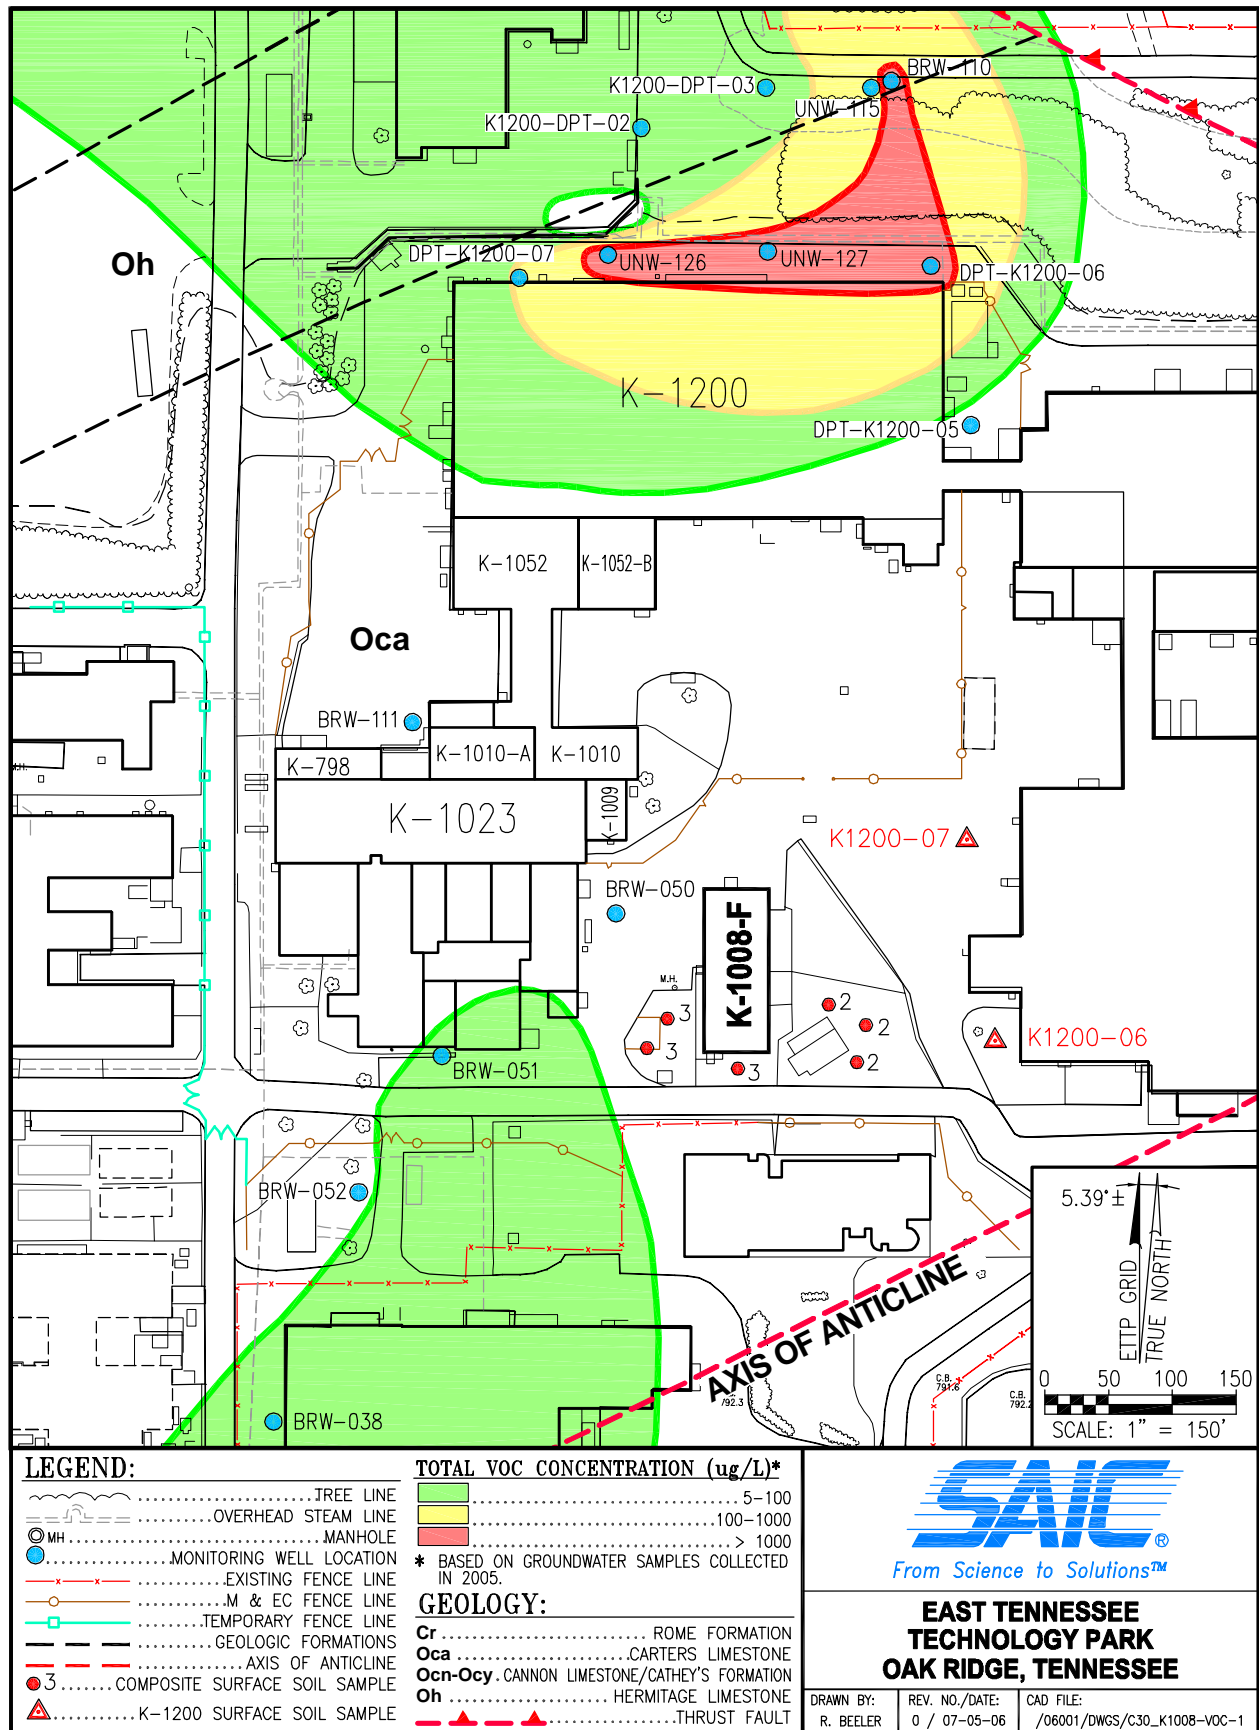 BRW-110
K1200-DPT-03
UNW-115
K1200-DPT-02
Oh
DPT-K1200-07
UNW-126
UNW-127
DPT-K1200-06
K-1200
DPT-K1200-05
K-1052
K-1052-B
Oca
BRW-111
K-798
K-1010-A
K-1010
K-1023
K-1009
K1200-07
BRW-050
K-1008-F
M.H.
M.H.
3
2
2
3
3
2
K1200-06
BRW-051
BRW-052
AXIS OF ANTICLINE
BRW-038
C.B.
791.6
C.B.
792.2
792.3
5.39°±
ETTP GRID
TRUE NORTH
0 50 100 150
SCALE: 1" = 150'
LEGEND:
TREE LINE
OVERHEAD STEAM LINE
MH MANHOLE
MONITORING WELL LOCATION
EXISTING FENCE LINE
M & EC FENCE LINE
TEMPORARY FENCE LINE
GEOLOGIC FORMATIONS
AXIS OF ANTICLINE
3 COMPOSITE SURFACE SOIL SAMPLE
K-1200 SURFACE SOIL SAMPLE
TOTAL VOC CONCENTRATION (ug/L)*
5-100
100-1000
> 1000
* BASED ON GROUNDWATER SAMPLES COLLECTED
IN 2005.
GEOLOGY:
Cr ROME FORMATION
Oca CARTERS LIMESTONE
Ocn-Ocy. CANNON LIMESTONE/CATHEY'S FORMATION
Oh HERMITAGE LIMESTONE
THRUST FAULT
SAIC®
From Science to Solutions™
EAST TENNESSEE
TECHNOLOGY PARK
OAK RIDGE, TENNESSEE
DRAWN BY:
R. BEELER
REV. NO./DATE:
0 / 07-05-06
CAD FILE:
/06001/DWGS/C30_K1008-VOC-1